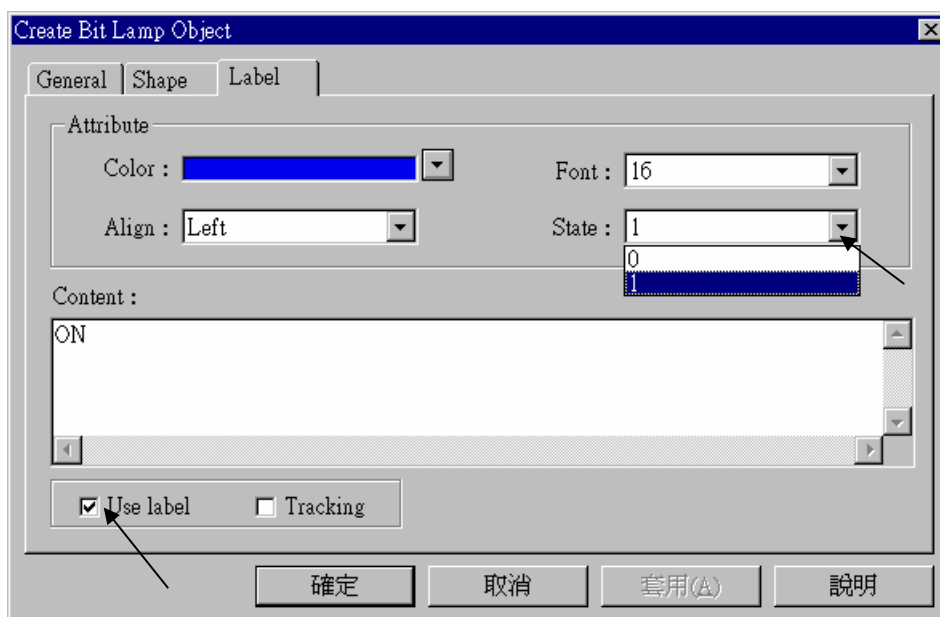 Create Bit Lamp Object
General Shape Label
Attribute
Color : Font : 16
Align : Left State : 1
0
1
Content :
ON
Use label Tracking
確定 取消 套用(A) 說明